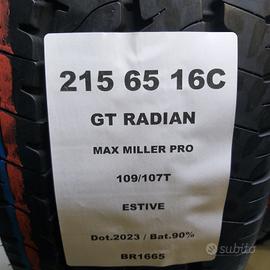 215 65 16C
GT RADIAN
MAX MILLER PRO
109/107T
ESTIVE
Dot.2023 / Bat.90%
BR1665
subito